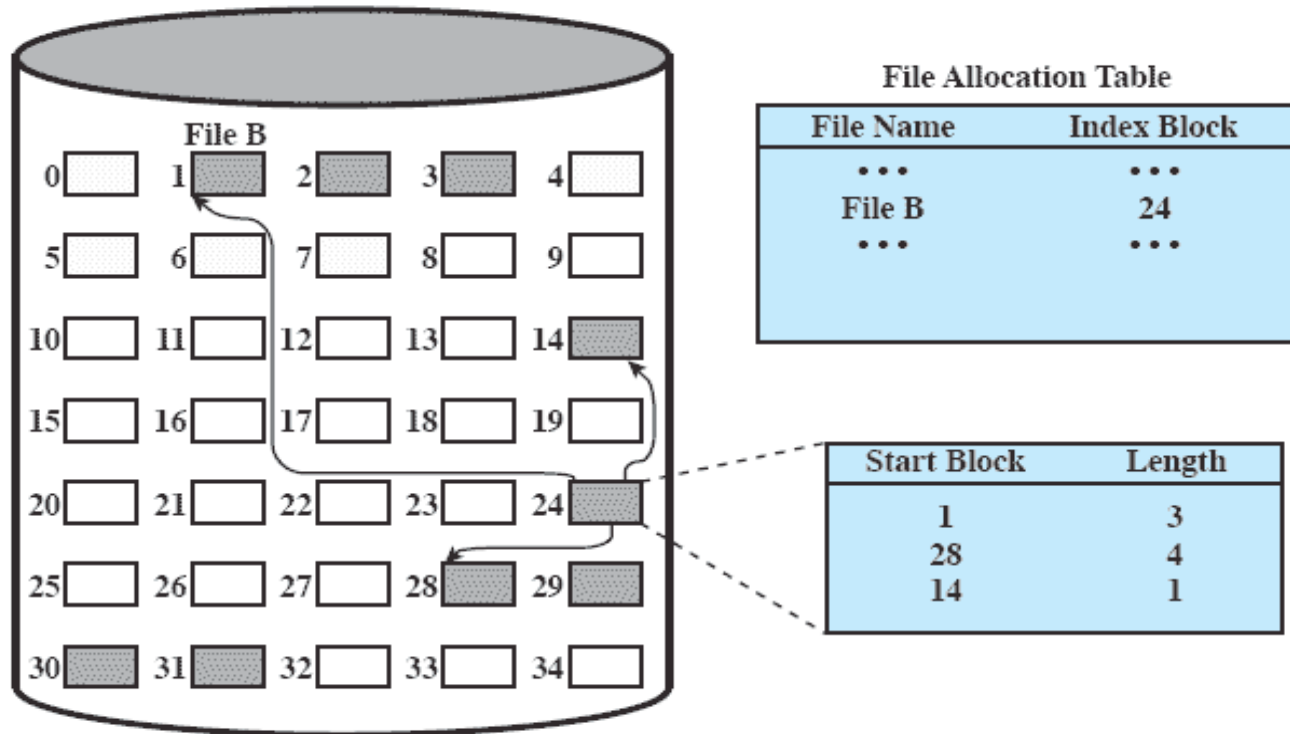 File Allocation Table
File Name Index Block
••• •••
File B 24
••• •••
File B
0 1 2 3 4
5 6 7 8 9
10 11 12 13 14
15 16 17 18 19
20 21 22 23 24
25 26 27 28 29
30 31 32 33 34
Start Block Length
1 3
28 4
14 1